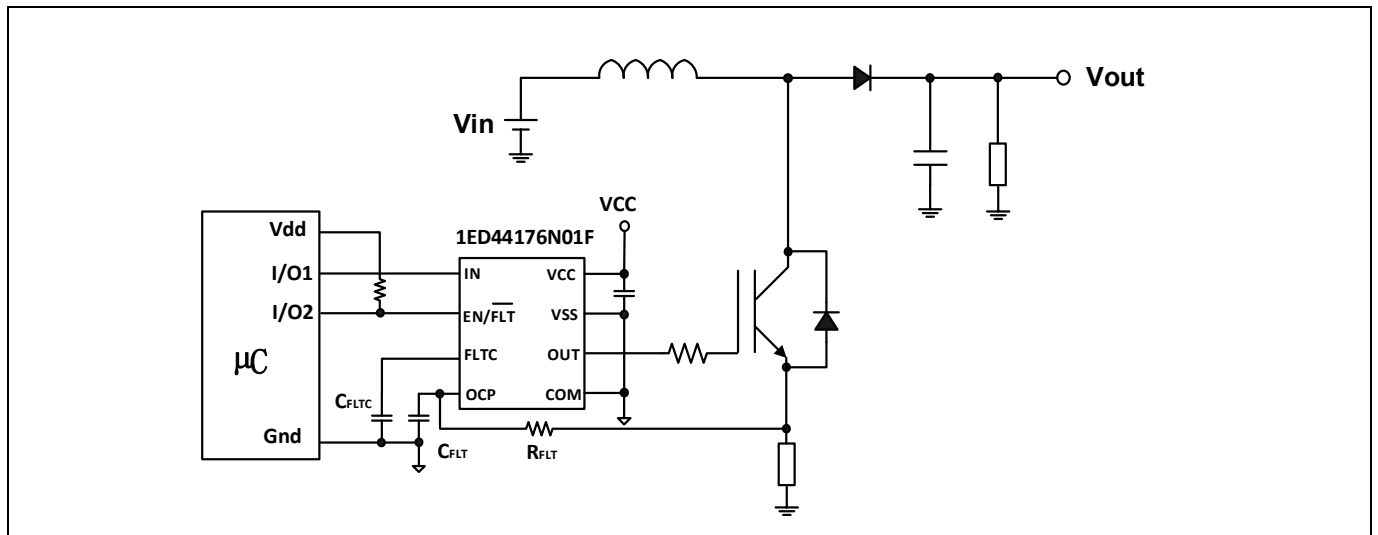 Vout
Vin
VCC
1ED44176N01F
Vdd
I/O1
I/O2
μC
Gnd
IN
EN/FLT
FLTC
OCP
VCC
VSS
OUT
COM
CFLTC
CFLT
RFLT